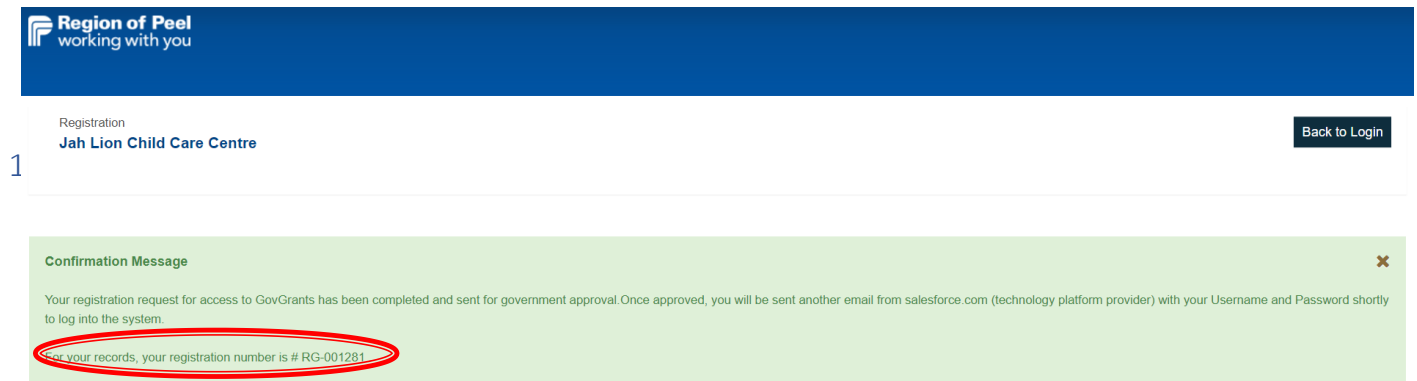 Region of Peel
working with you
Registration
Jah Lion Child Care Centre
Back to Login
1
Confirmation Message
Your registration request for access to GovGrants has been completed and sent for government approval.Once approved, you will be sent another email from salesforce.com (technology platform provider) with your Username and Password shortly
to log into the system.
For your records, your registration number is # RG-001281